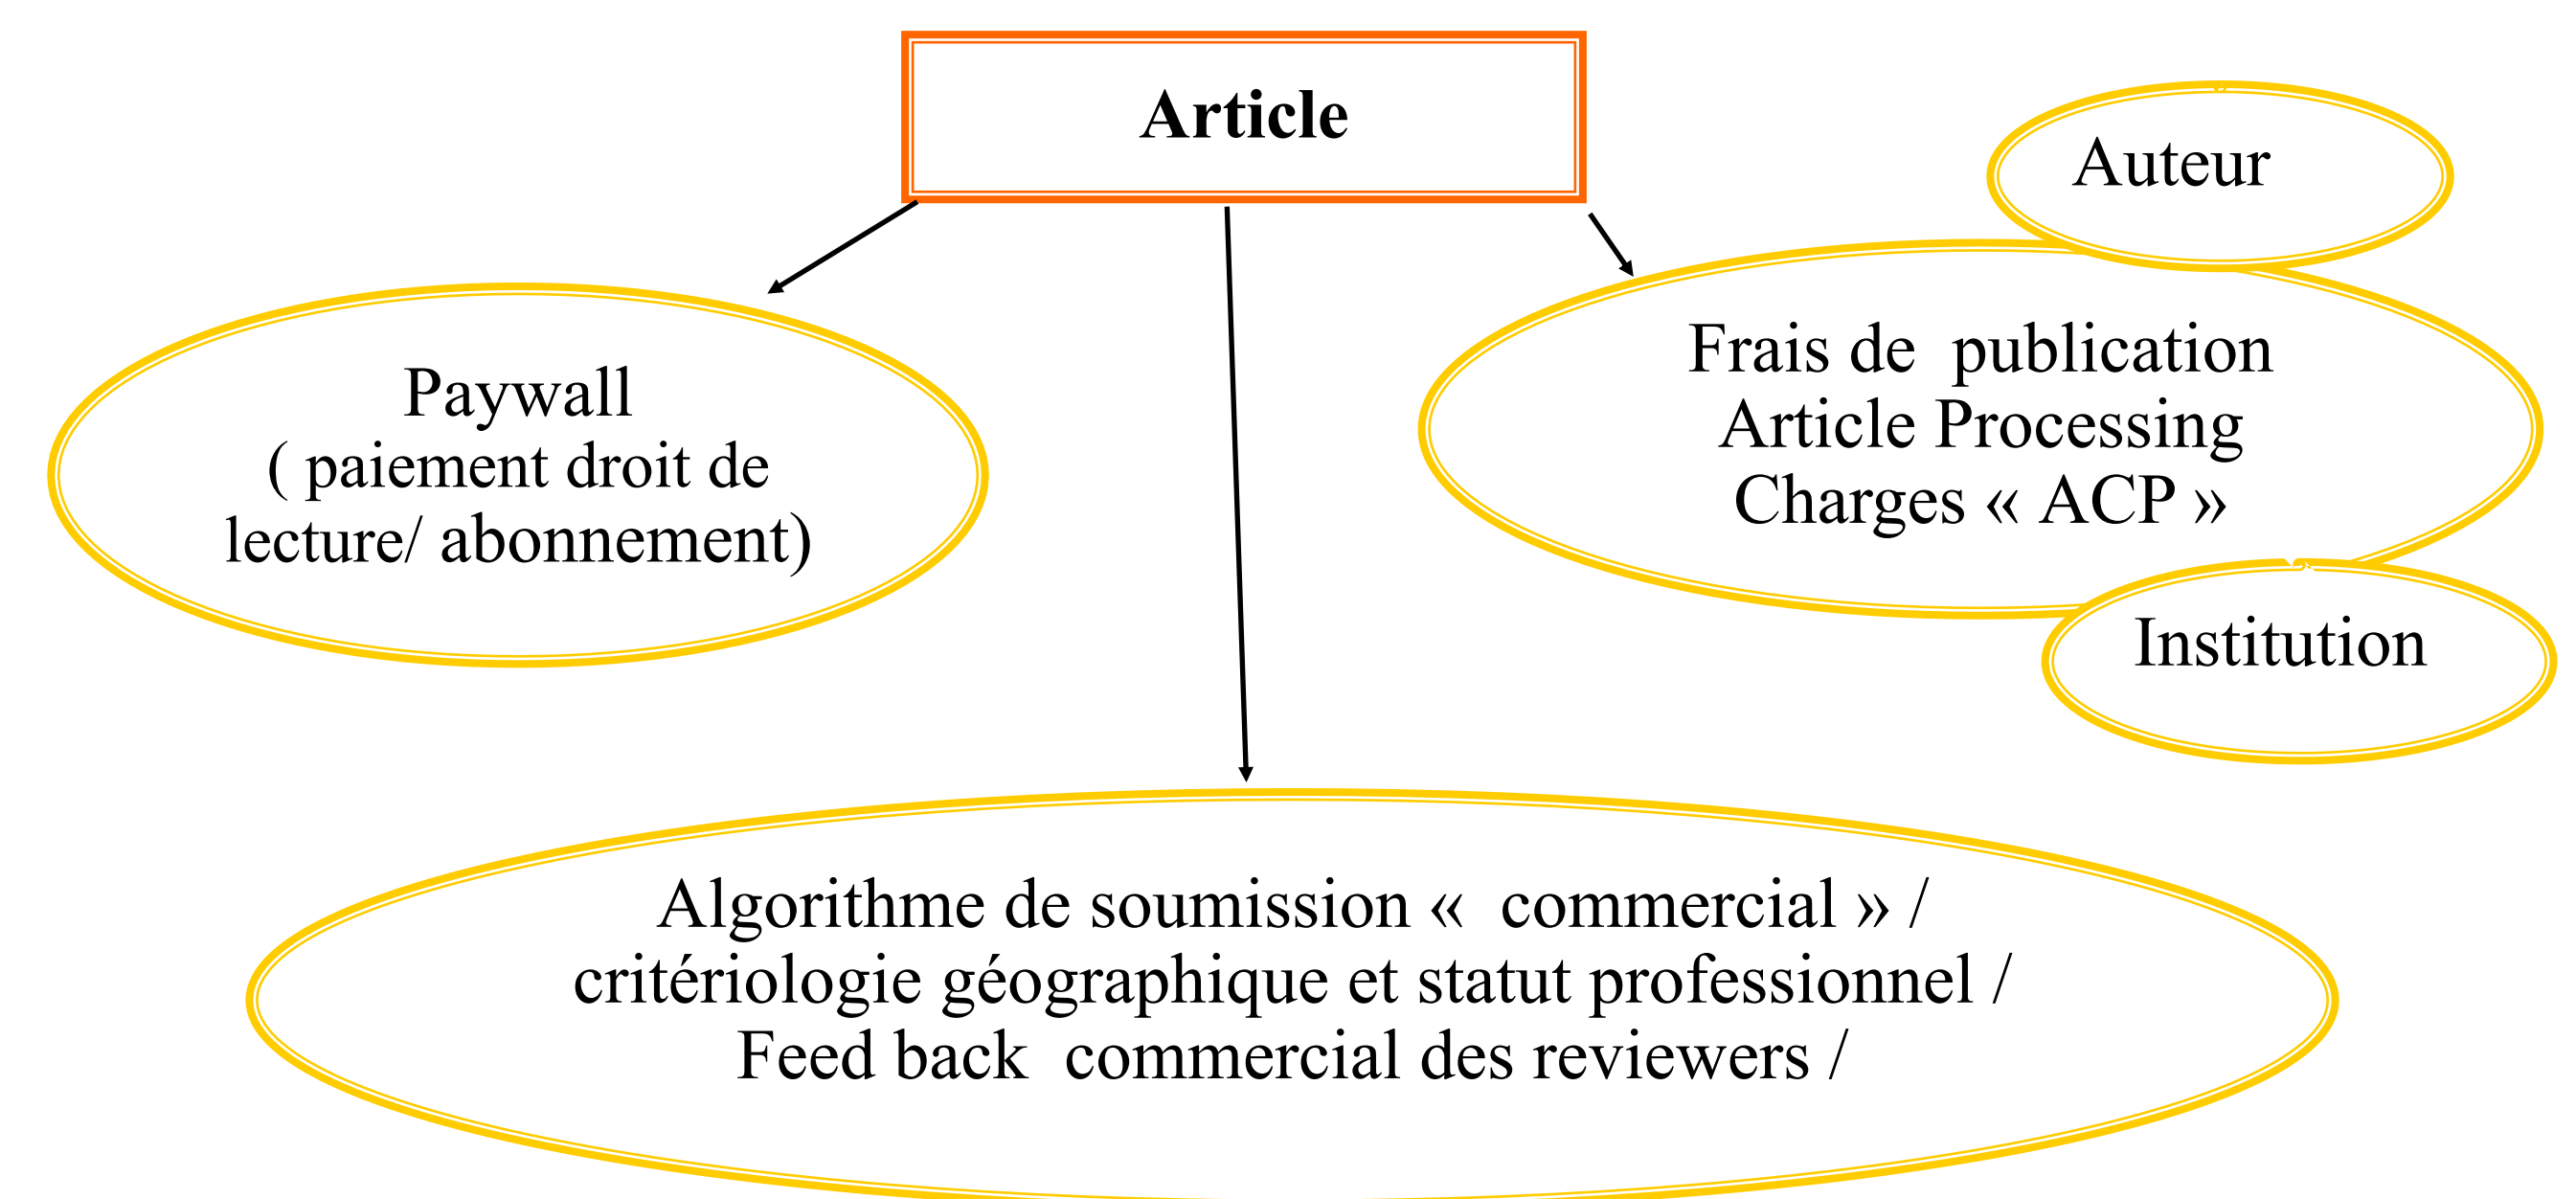 Article
Auteur
Paywall
( paiement droit de
lecture/ abonnement)
Frais de publication
Article Processing
Charges « ACP »
Institution
Algorithme de soumission « commercial » /
critériologie géographique et statut professionnel /
Feed back commercial des reviewers /